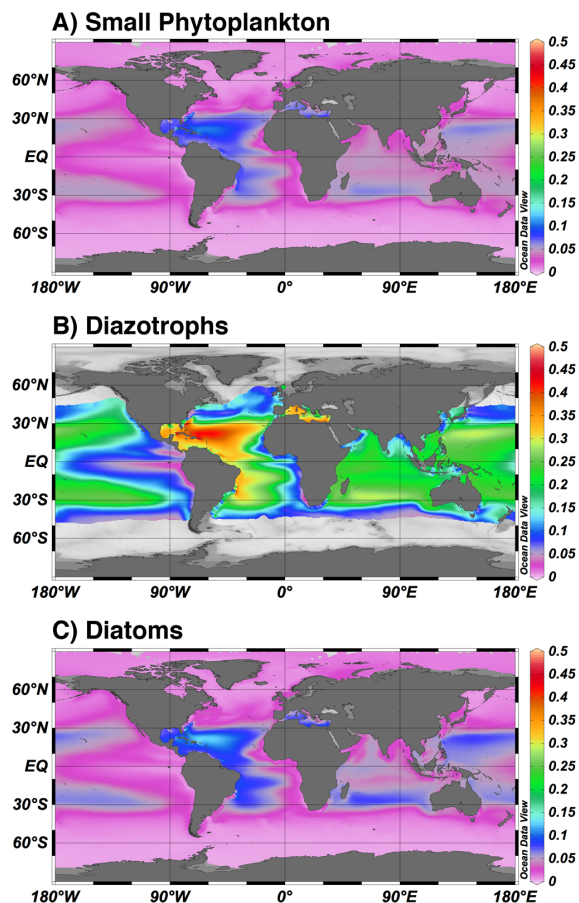 A) Small Phytoplankton
60°N
30°N
EQ
30°S
60°S
180°W
90°W
0°
90°E
180°E
Ocean Data View
0.5
0.45
0.4
0.35
0.3
0.25
0.2
0.15
0.1
0.05
0
B) Diazotrophs
60°N
30°N
EQ
30°S
60°S
180°W
90°W
0°
90°E
180°E
Ocean Data View
0.5
0.45
0.4
0.35
0.3
0.25
0.2
0.15
0.1
0.05
0
C) Diatoms
60°N
30°N
EQ
30°S
60°S
180°W
90°W
0°
90°E
180°E
Ocean Data View
0.5
0.45
0.4
0.35
0.3
0.25
0.2
0.15
0.1
0.05
0